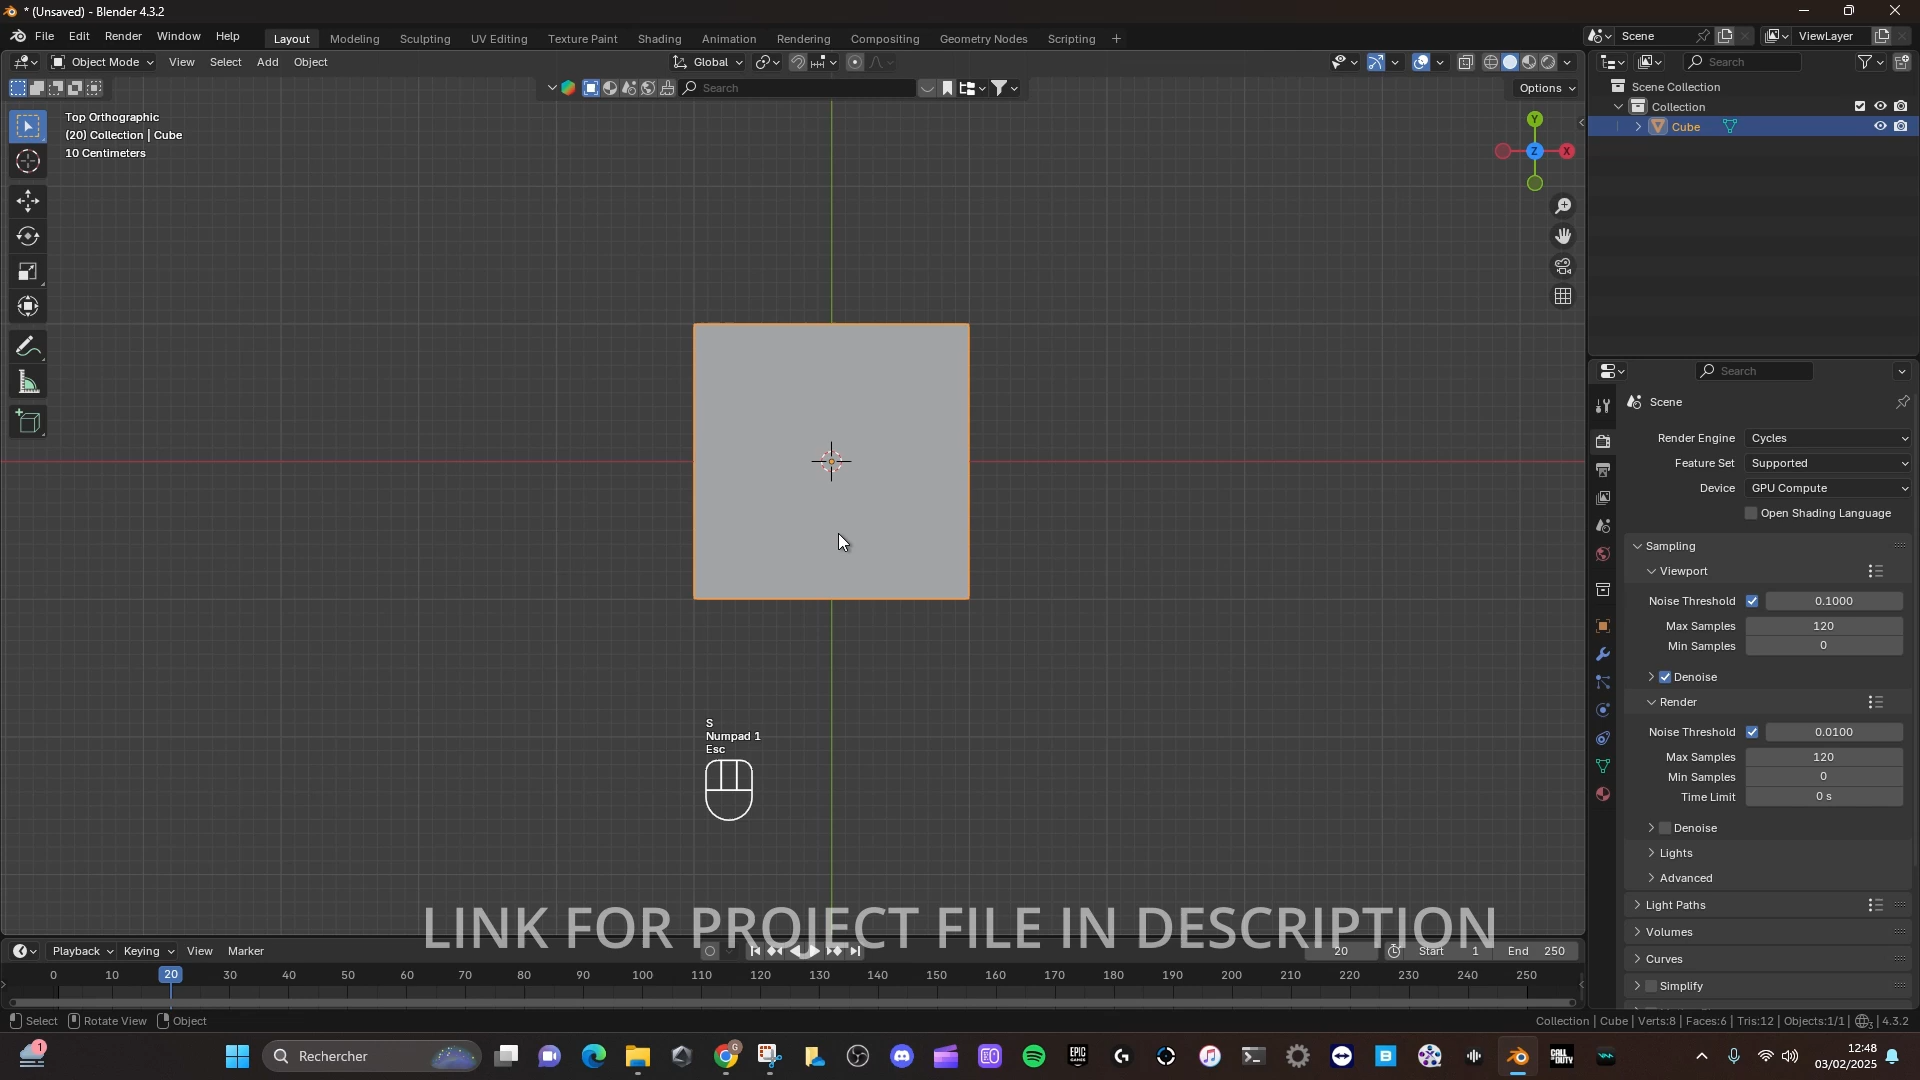 * (Unsaved) - Blender 4.3.2
File Edit Render Window Help Layout Modeling Sculpting UV Editing Texture Paint Shading Animation Rendering Compositing Geometry Nodes Scripting + Scene ViewLayer
Object Mode View Select Add Object Global Search
Search Options
Top Orthographic
(20) Collection | Cube
10 Centimeters
Y
Z
X
Scene Collection
Collection
Cube
Search
Scene
Render Engine Cycles
Feature Set Supported
Device GPU Compute
Open Shading Language
Sampling
Viewport
Noise Threshold 0.1000
Max Samples 120
Min Samples 0
Denoise
Render
Noise Threshold 0.0100
Max Samples 120
Min Samples 0
Time Limit 0 s
Denoise
Lights
Advanced
Light Paths
Volumes
Curves
Simplify
S
Numpad 1
Esc
LINK FOR PROJECT FILE IN DESCRIPTION
Playback Keying View Marker 20 Start 1 End 250
0 10 20 30 40 50 60 70 80 90 100 110 120 130 140 150 160 170 180 190 200 210 220 230 240 250
Select Rotate View Object Collection | Cube | Verts:8 | Faces:6 | Tris:12 | Objects:1/1 | 4.3.2
1 Rechercher G EPIC GAMES B CALL DUTY 12:48
03/02/2025